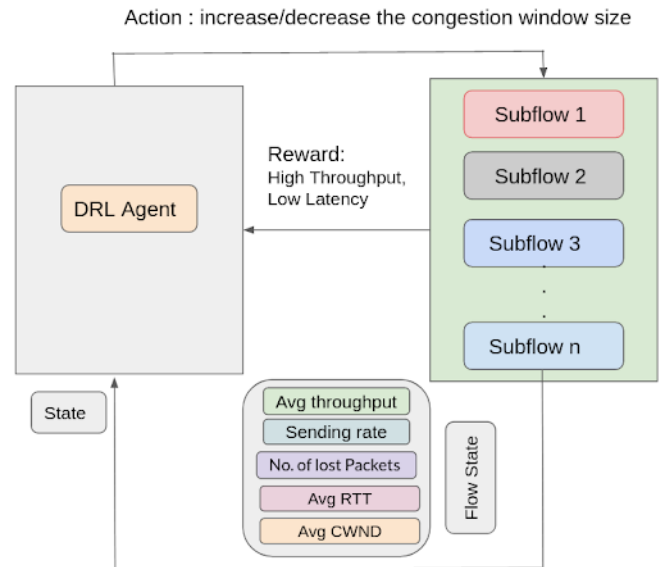 Action : increase/decrease the congestion window size
Subflow 1
Reward:
High Throughput,
Low Latency
Subflow 2
DRL Agent
Subflow 3
.
.
.
Subflow n
State
Avg throughput
Sending rate
No. of lost Packets
Avg RTT
Avg CWND
Flow State